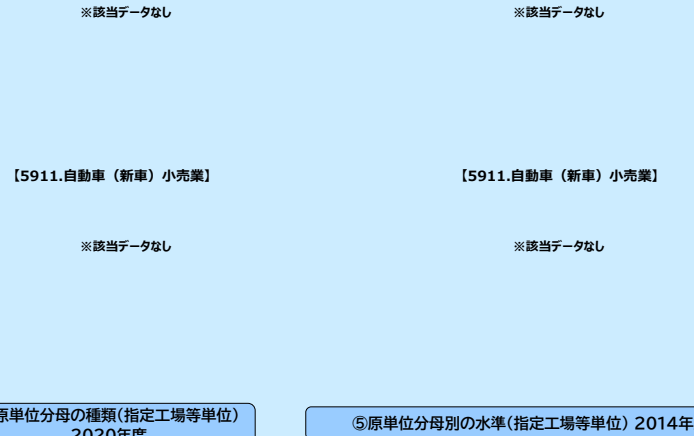 ※該当データなし
※該当データなし
【5911.自動車（新車）小売業】
【5911.自動車（新車）小売業】
※該当データなし
※該当データなし
原単位分母の種類（指定工場等単位）
2020年度
⑤原単位分母別の水準（指定工場等単位） 2014年